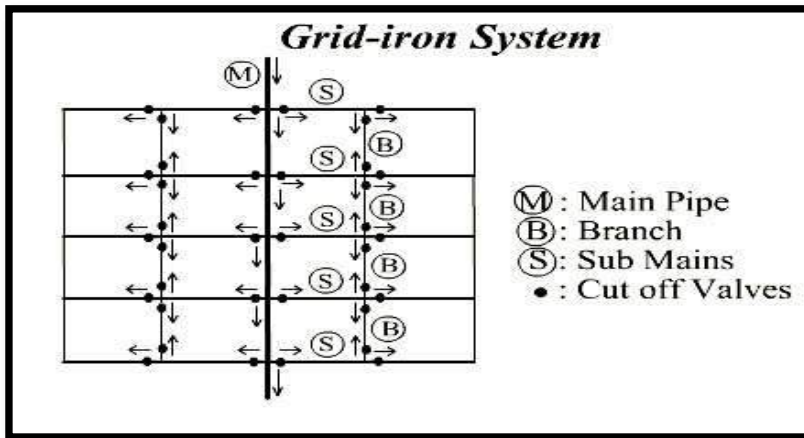 Grid-iron System
M
S
B
S
B
S
B
S
B
S
M : Main Pipe
B : Branch
S : Sub Mains
• : Cut off Valves